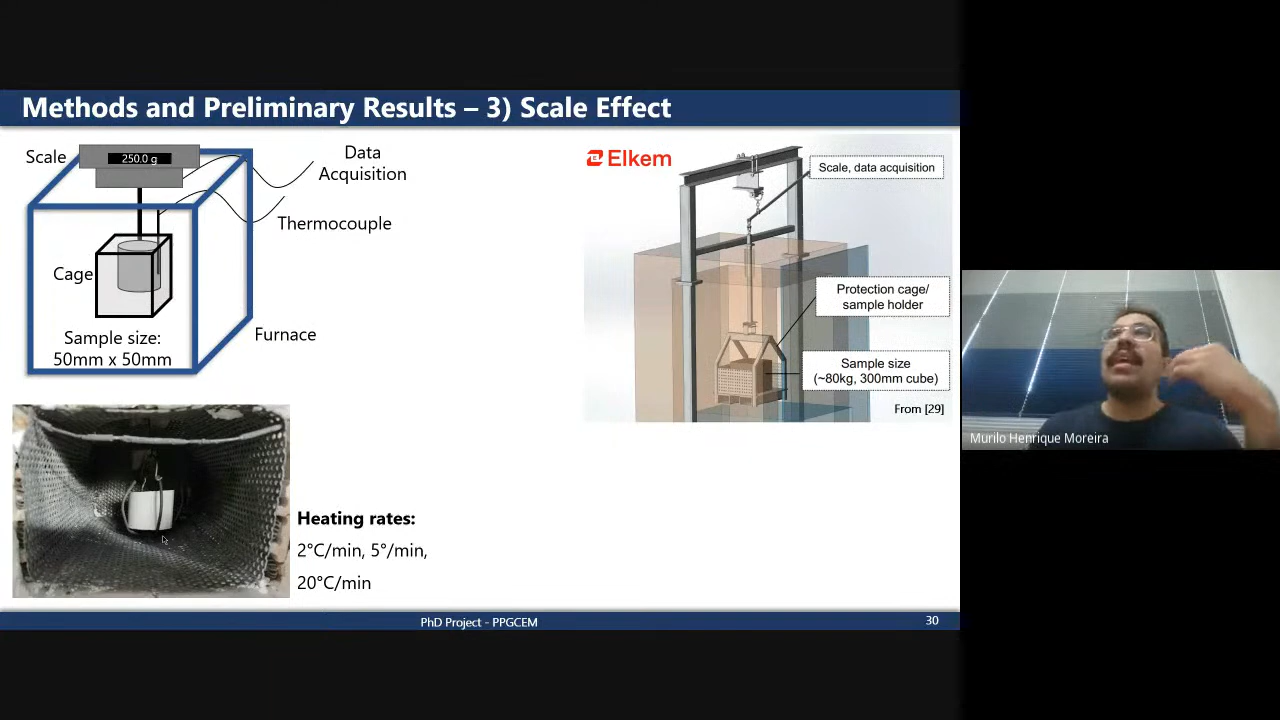 Methods and Preliminary Results – 3) Scale Effect
Scale
250.0 g
Data
Acquisition
Thermocouple
Cage
Sample size:
50mm x 50mm
Furnace
Elkem
Scale, data acquisition
Protection cage/
sample holder
Sample size
(~80kg, 300mm cube)
From [29]
Heating rates:
2°C/min, 5°/min,
20°C/min
PhD Project - PPGCEM
30
Murilo Henrique Moreira